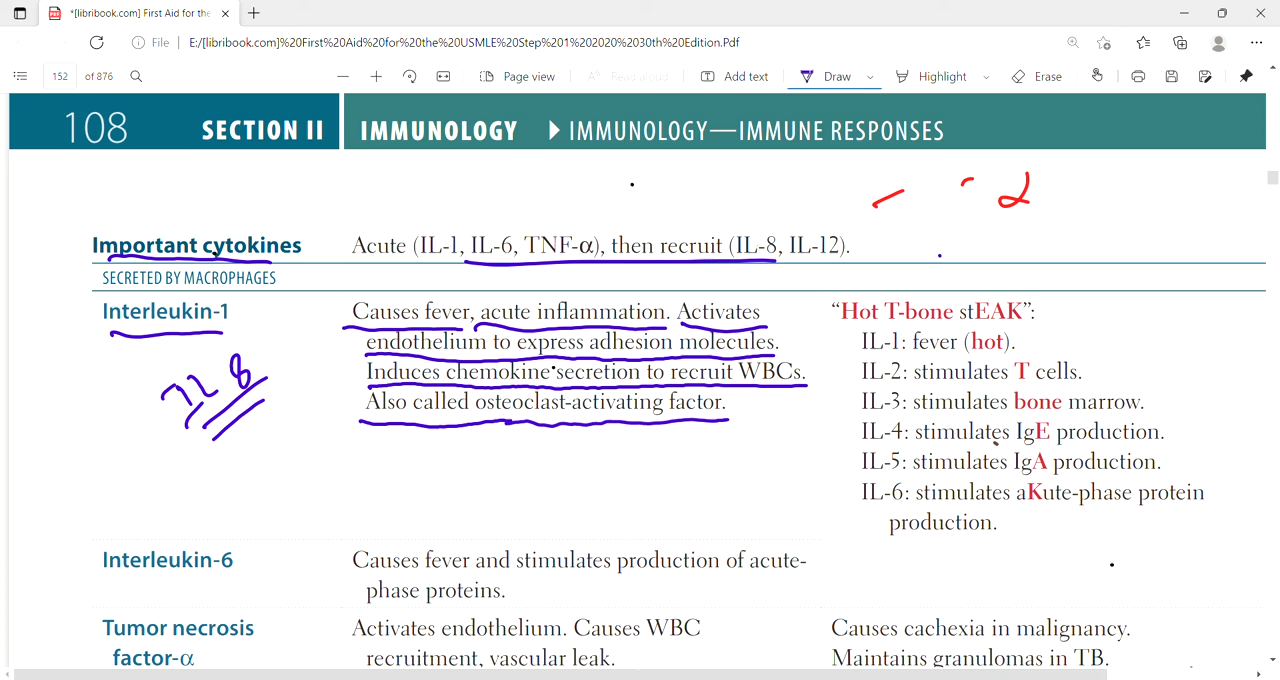 *[libribook.com] First Aid for the
File E:/[libribook.com]%20First%20Aid%20for%20the%20USMLE%20Step%201%202020%2030th%20Edition.Pdf
152 of 876 Page view Read aloud Add text Draw Highlight Erase
108 SECTION II IMMUNOLOGY ▶ IMMUNOLOGY—IMMUNE RESPONSES
Important cytokines Acute (IL-1, IL-6, TNF-α), then recruit (IL-8, IL-12).
SECRETED BY MACROPHAGES
Interleukin-1
Causes fever, acute inflammation. Activates
endothelium to express adhesion molecules.
Induces chemokine secretion to recruit WBCs.
Also called osteoclast-activating factor.
“Hot T-bone stEAK”:
IL-1: fever (hot).
IL-2: stimulates T cells.
IL-3: stimulates bone marrow.
IL-4: stimulates IgE production.
IL-5: stimulates IgA production.
IL-6: stimulates aKute-phase protein
production.
Interleukin-6
Causes fever and stimulates production of acute-
phase proteins.
Tumor necrosis
factor-α
Activates endothelium. Causes WBC
recruitment, vascular leak.
Causes cachexia in malignancy.
Maintains granulomas in TB.